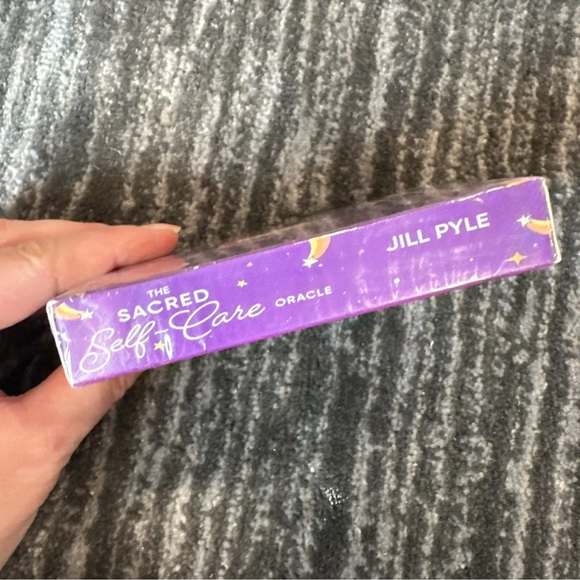 THE
SACRED
Self-Care ORACLE
JILL PYLE